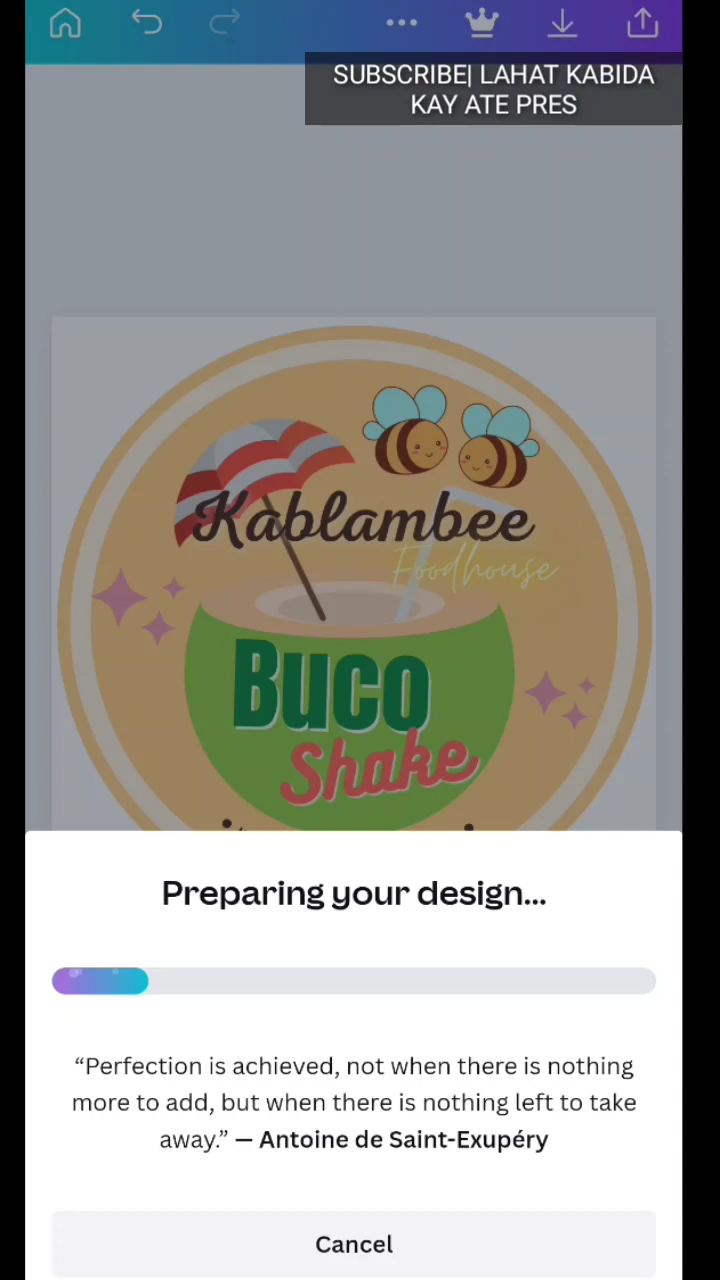 SUBSCRIBE| LAHAT KABIDA
KAY ATE PRES
Kablambee
Foodhouse
Buco
Shake
Preparing your design...
“Perfection is achieved, not when there is nothing
more to add, but when there is nothing left to take
away.” — Antoine de Saint-Exupéry
Cancel